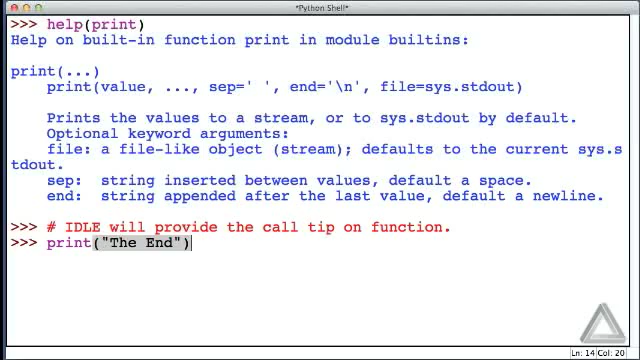 *Python Shell*
>>> help(print)
Help on built-in function print in module builtins:
print(...)
print(value, ..., sep=' ', end='\n', file=sys.stdout)
Prints the values to a stream, or to sys.stdout by default.
Optional keyword arguments:
file: a file-like object (stream); defaults to the current sys.s
tdout.
sep:  string inserted between values, default a space.
end:  string appended after the last value, default a newline.
>>> # IDLE will provide the call tip on function.
>>> print("The End")
Ln: 14 Col: 20